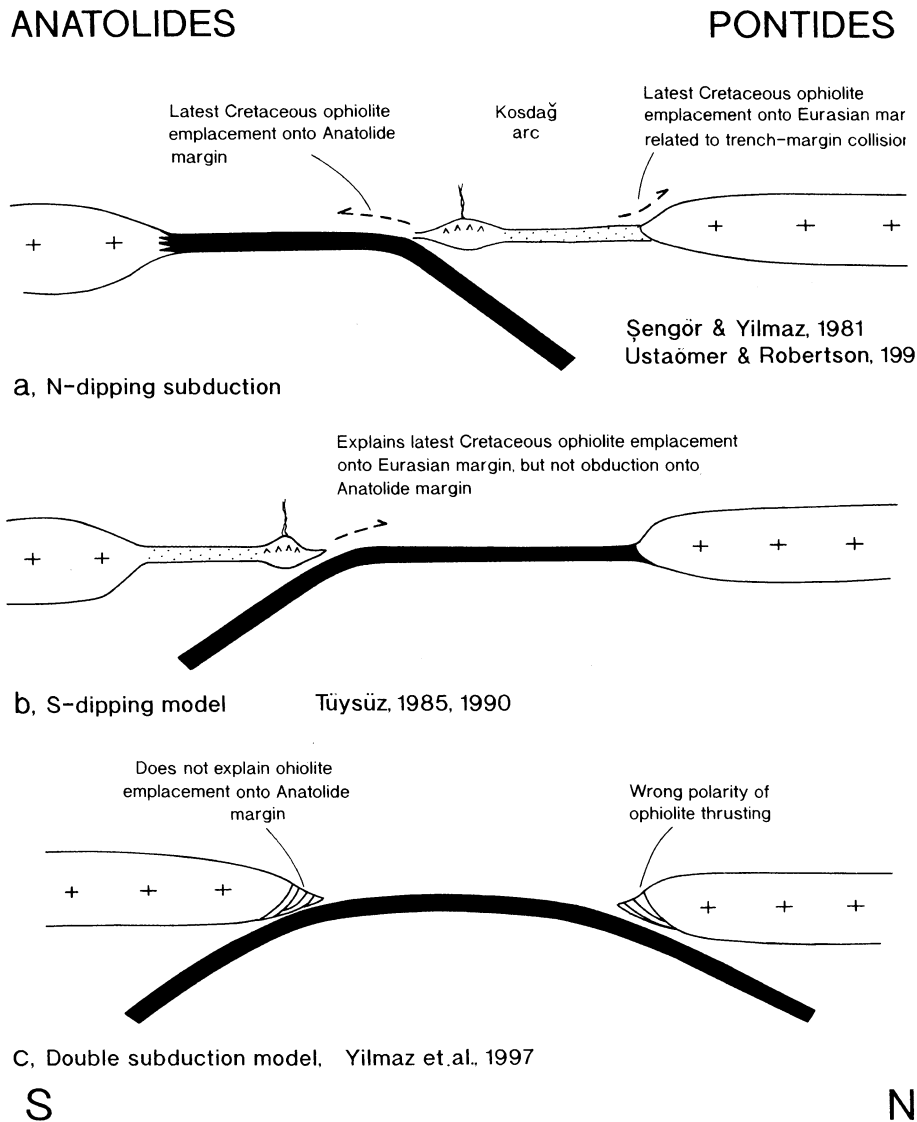 ANATOLIDES
PONTIDES
Latest Cretaceous ophiolite
emplacement onto Anatolide
margin
Kosdağ
arc
Latest Cretaceous ophiolite
emplacement onto Eurasian mar
related to trench-margin collision
Şengör & Yilmaz, 1981
Ustaömer & Robertson, 199
a, N-dipping subduction
Explains latest Cretaceous ophiolite emplacement
onto Eurasian margin, but not obduction onto
Anatolide margin
b, S-dipping model
Tüysüz, 1985, 1990
Does not explain ohiolite
emplacement onto Anatolide
margin
Wrong polarity of
ophiolite thrusting
c, Double subduction model, Yilmaz et.al., 1997
S
N